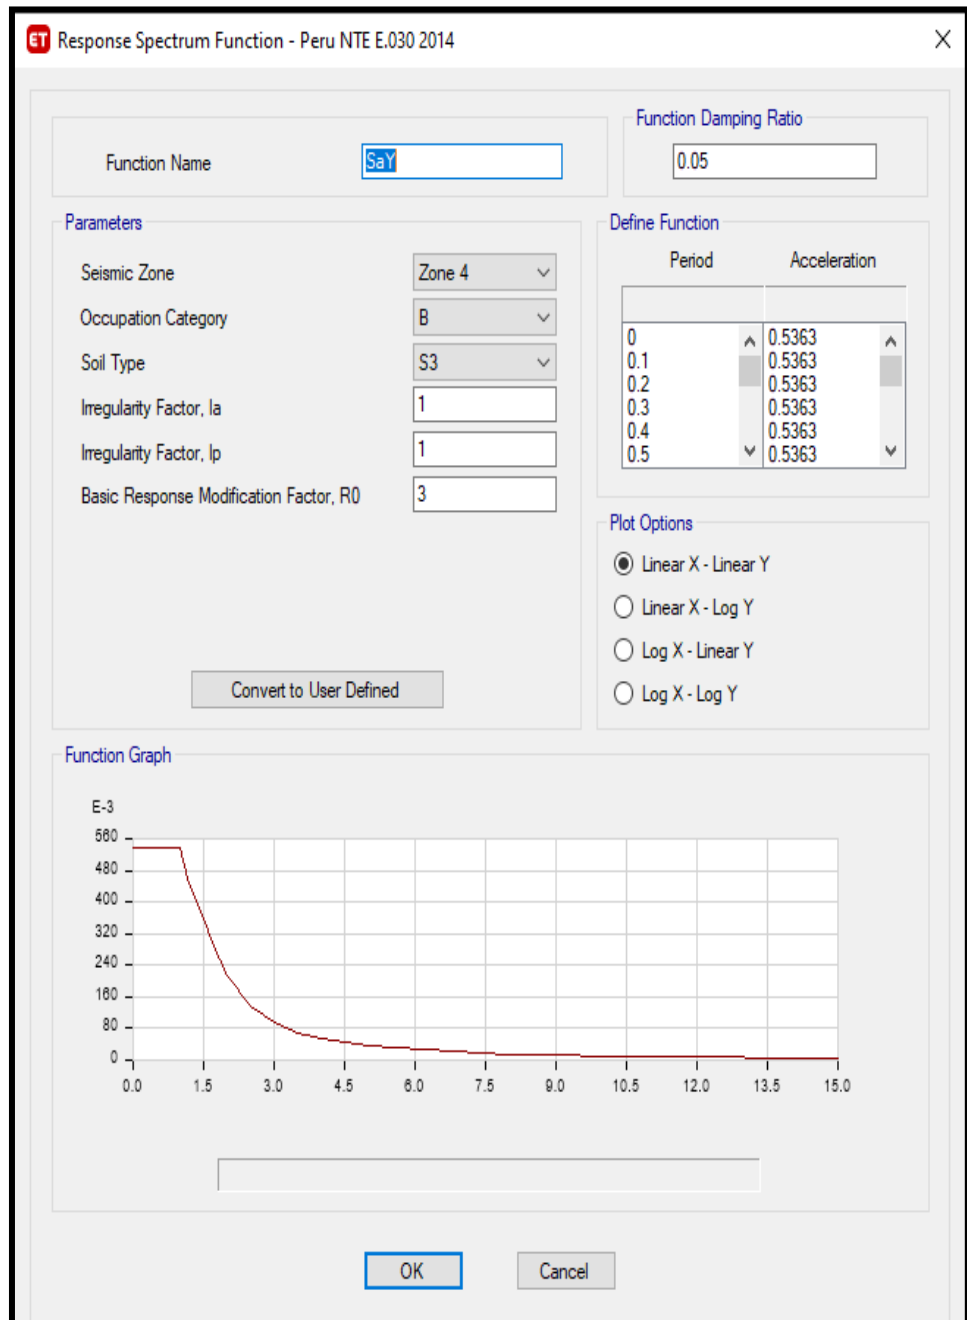 ET Response Spectrum Function - Peru NTE E.030 2014
Function Name
SaY
Function Damping Ratio
0.05
Parameters
Seismic Zone
Zone 4
Occupation Category
B
Soil Type
S3
Irregularity Factor, Ia
1
Irregularity Factor, Ip
1
Basic Response Modification Factor, R0
3
Convert to User Defined
Define Function
Period Acceleration
0 0.5363
0.1 0.5363
0.2 0.5363
0.3 0.5363
0.4 0.5363
0.5 0.5363
Plot Options
Linear X - Linear Y
Linear X - Log Y
Log X - Linear Y
Log X - Log Y
Function Graph
E-3
560
480
400
320
240
160
80
0
0.0 1.5 3.0 4.5 6.0 7.5 9.0 10.5 12.0 13.5 15.0
OK
Cancel